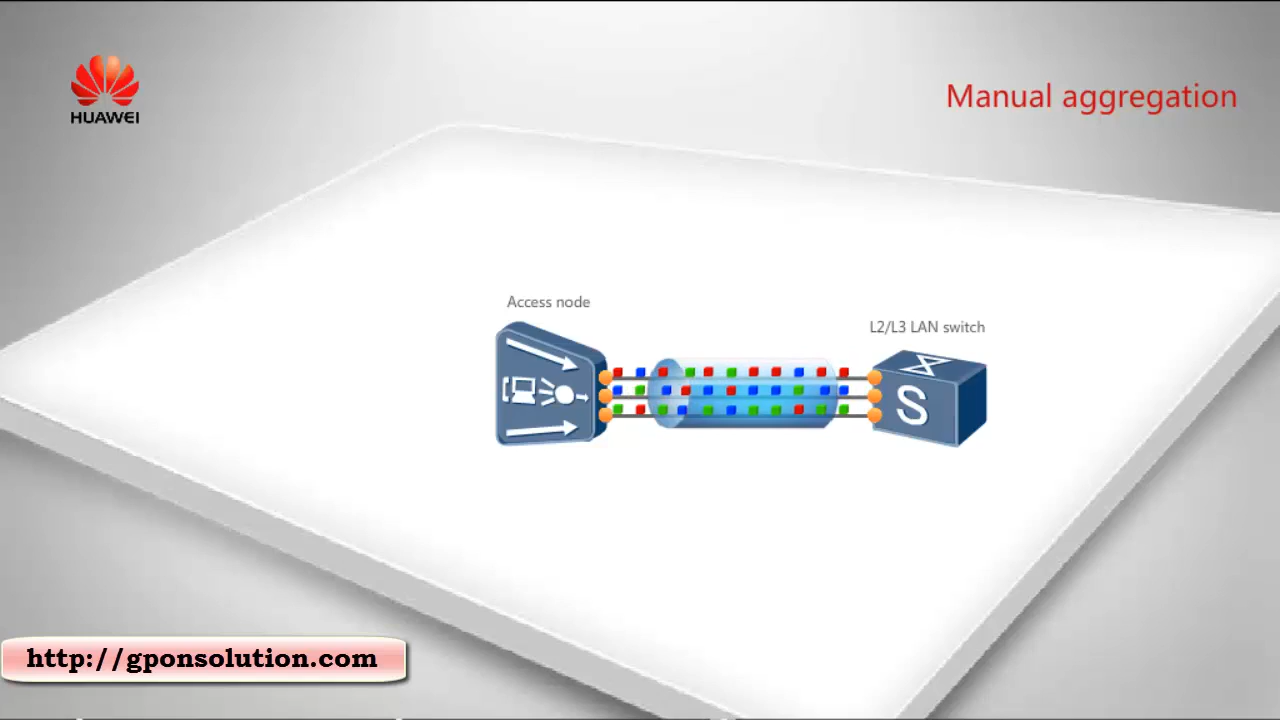 HUAWEI
Manual aggregation
Access node
L2/L3 LAN switch
S
http://gponsolution.com